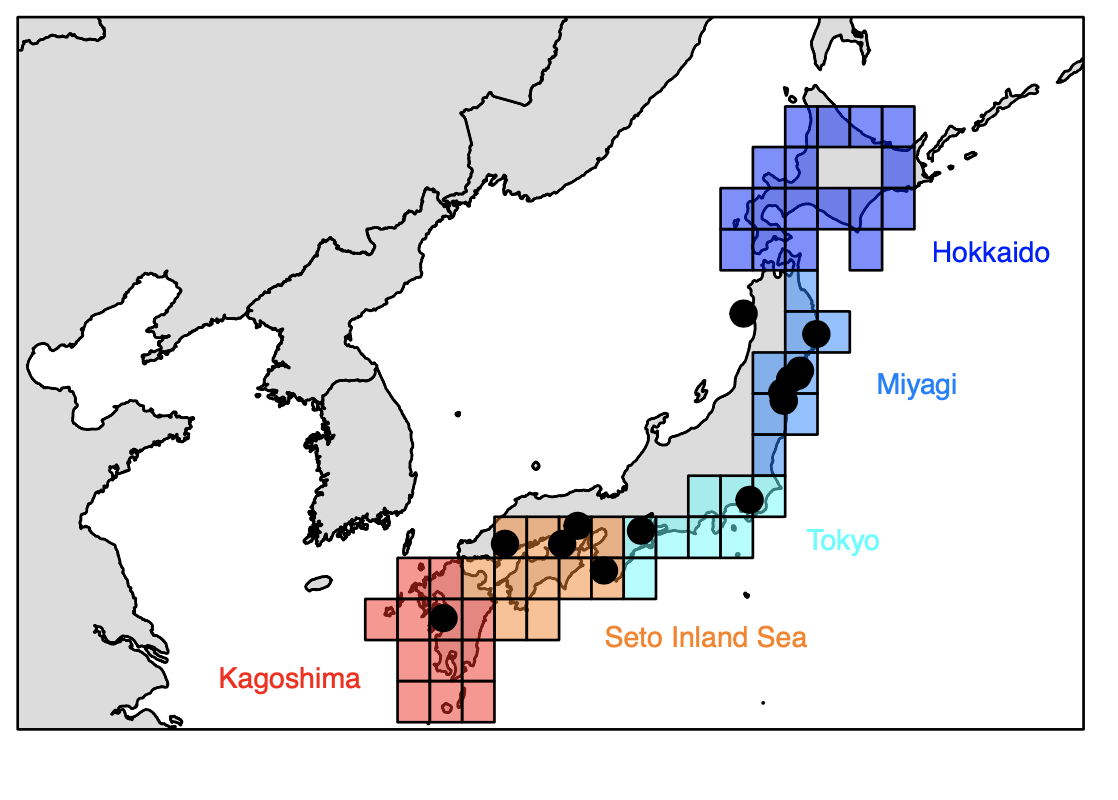 Hokkaido
Miyagi
Tokyo
Seto Inland Sea
Kagoshima